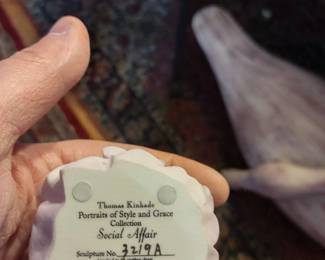 Thomas Kinkade
Portraits of Style and Grace
Collection
Social Affair
Sculpture No. 3219A